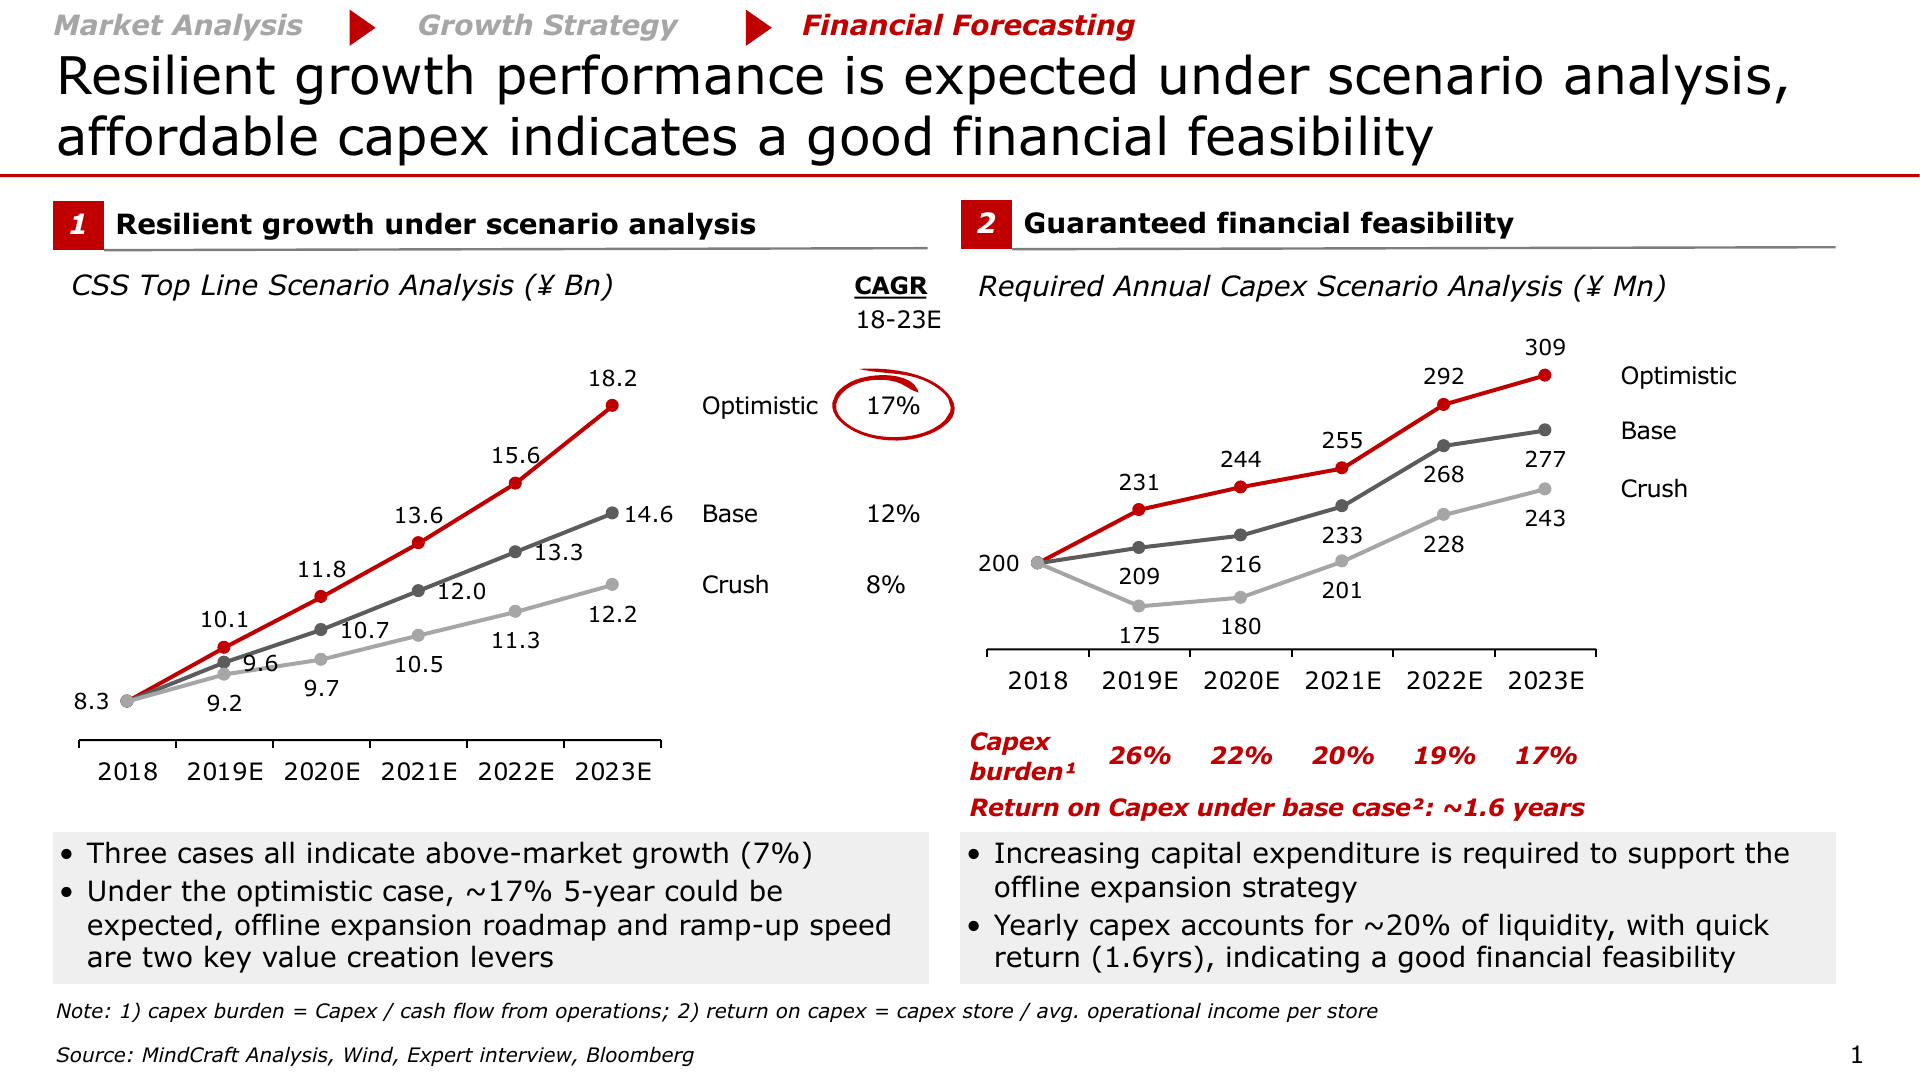 Market Analysis
Growth Strategy
Financial Forecasting
Resilient growth performance is expected under scenario analysis,
affordable capex indicates a good financial feasibility
1 Resilient growth under scenario analysis
CSS Top Line Scenario Analysis (¥ Bn)
CAGR
18-23E
18.2
15.6
13.6
11.8
10.1
8.3
14.6
13.3
12.0
10.7
9.6
12.2
11.3
10.5
9.7
9.2
Optimistic 17%
Base 12%
Crush 8%
2018 2019E 2020E 2021E 2022E 2023E
• Three cases all indicate above-market growth (7%)
• Under the optimistic case, ~17% 5-year could be
expected, offline expansion roadmap and ramp-up speed
are two key value creation levers
2 Guaranteed financial feasibility
Required Annual Capex Scenario Analysis (¥ Mn)
309
292
255
244
231
200
277
268
233
216
209
243
228
201
180
175
Optimistic
Base
Crush
2018 2019E 2020E 2021E 2022E 2023E
Capex
burden¹
26% 22% 20% 19% 17%
Return on Capex under base case²: ~1.6 years
• Increasing capital expenditure is required to support the
offline expansion strategy
• Yearly capex accounts for ~20% of liquidity, with quick
return (1.6yrs), indicating a good financial feasibility
Note: 1) capex burden = Capex / cash flow from operations; 2) return on capex = capex store / avg. operational income per store
Source: MindCraft Analysis, Wind, Expert interview, Bloomberg
1